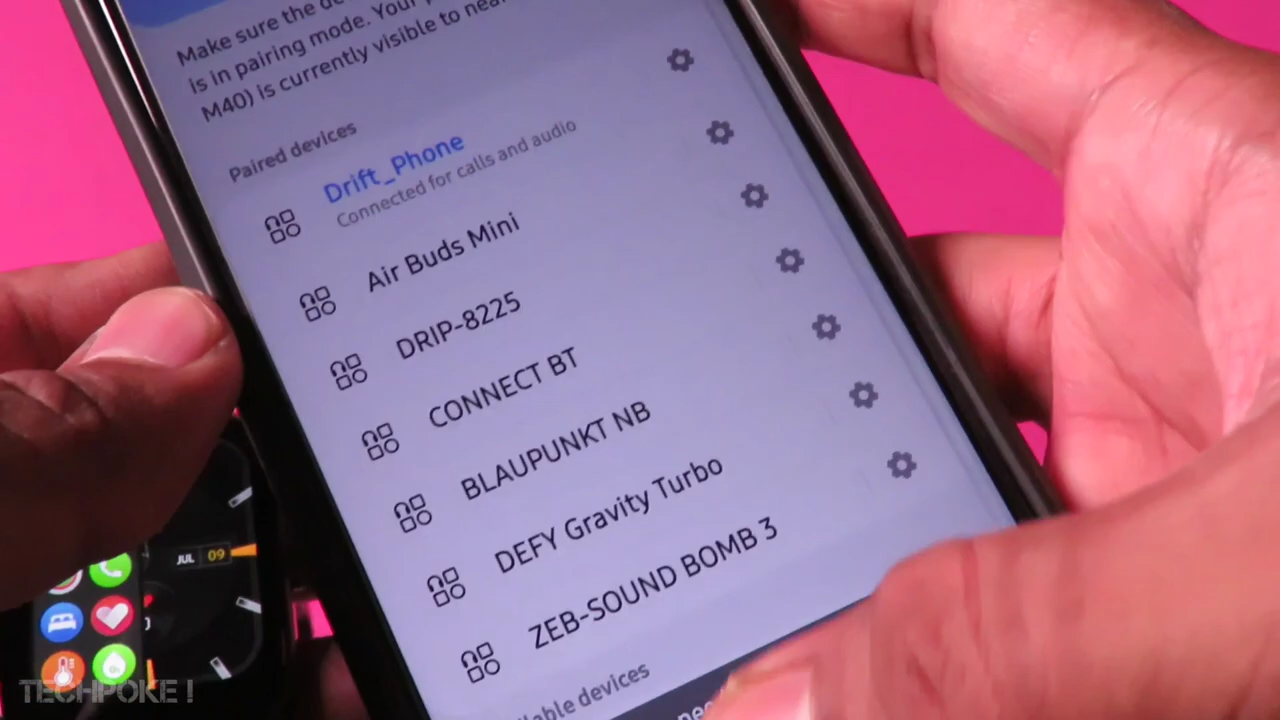 Make sure the
is in pairing mode. Your
M40) is currently visible to
Paired devices
Drift_Phone
Connected for calls and audio
Air Buds Mini
DRIP-8225
CONNECT BT
BLAUPUNKT NB
DEFY Gravity Turbo
ZEB-SOUND BOMB 3
devices
JUL 09
TECHPOKE !